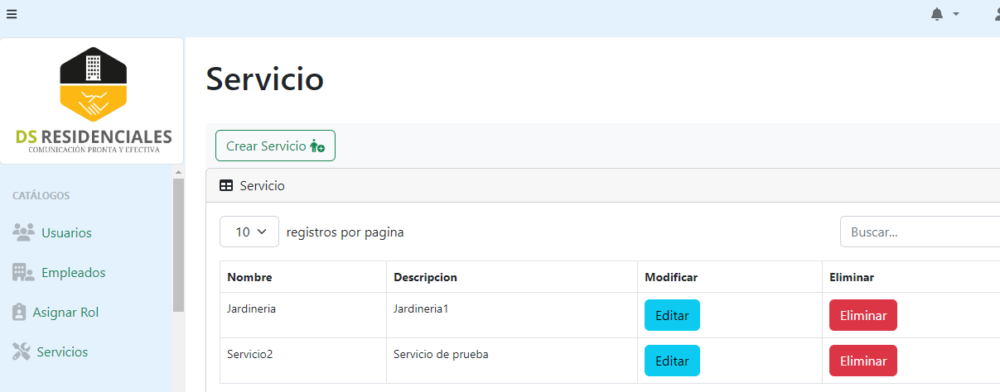 DS RESIDENCIALES
COMUNICACIÓN PRONTA Y EFECTIVA
CATÁLOGOS
Usuarios
Empleados
Asignar Rol
Servicios
Servicio
Crear Servicio
Servicio
10 registros por pagina Buscar...
Nombre Descripcion Modificar Eliminar
Jardineria Jardineria1 Editar Eliminar
Servicio2 Servicio de prueba Editar Eliminar